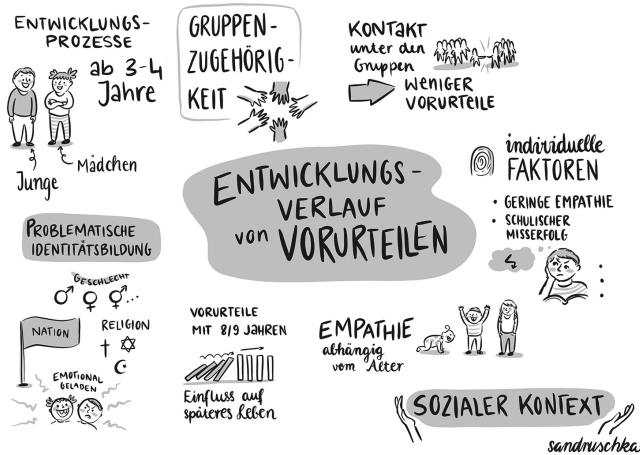 ENTWICKLUNGS-
PROZESSE
ab 3-4
Jahre
Junge
Mädchen
GRUPPEN-
ZUGEHÖRIG-
KEIT
KONTAKT
unter den
Gruppen
WENIGER
VORURTEILE
ENTWICKLUNGS-
VERLAUF
von VORURTEILEN
individuelle
FAKTOREN
• GERINGE EMPATHIE
• SCHULISCHER
MISSERFOLG
PROBLEMATISCHE
IDENTITÄTSBILDUNG
GESCHLECHT
...
NATION
RELIGION
EMOTIONAL
GELADEN
VORURTEILE
MIT 8/9 JAHREN
Einfluss auf
späteres Leben
EMPATHIE
abhängig
vom Alter
SOZIALER KONTEXT
sandruschka